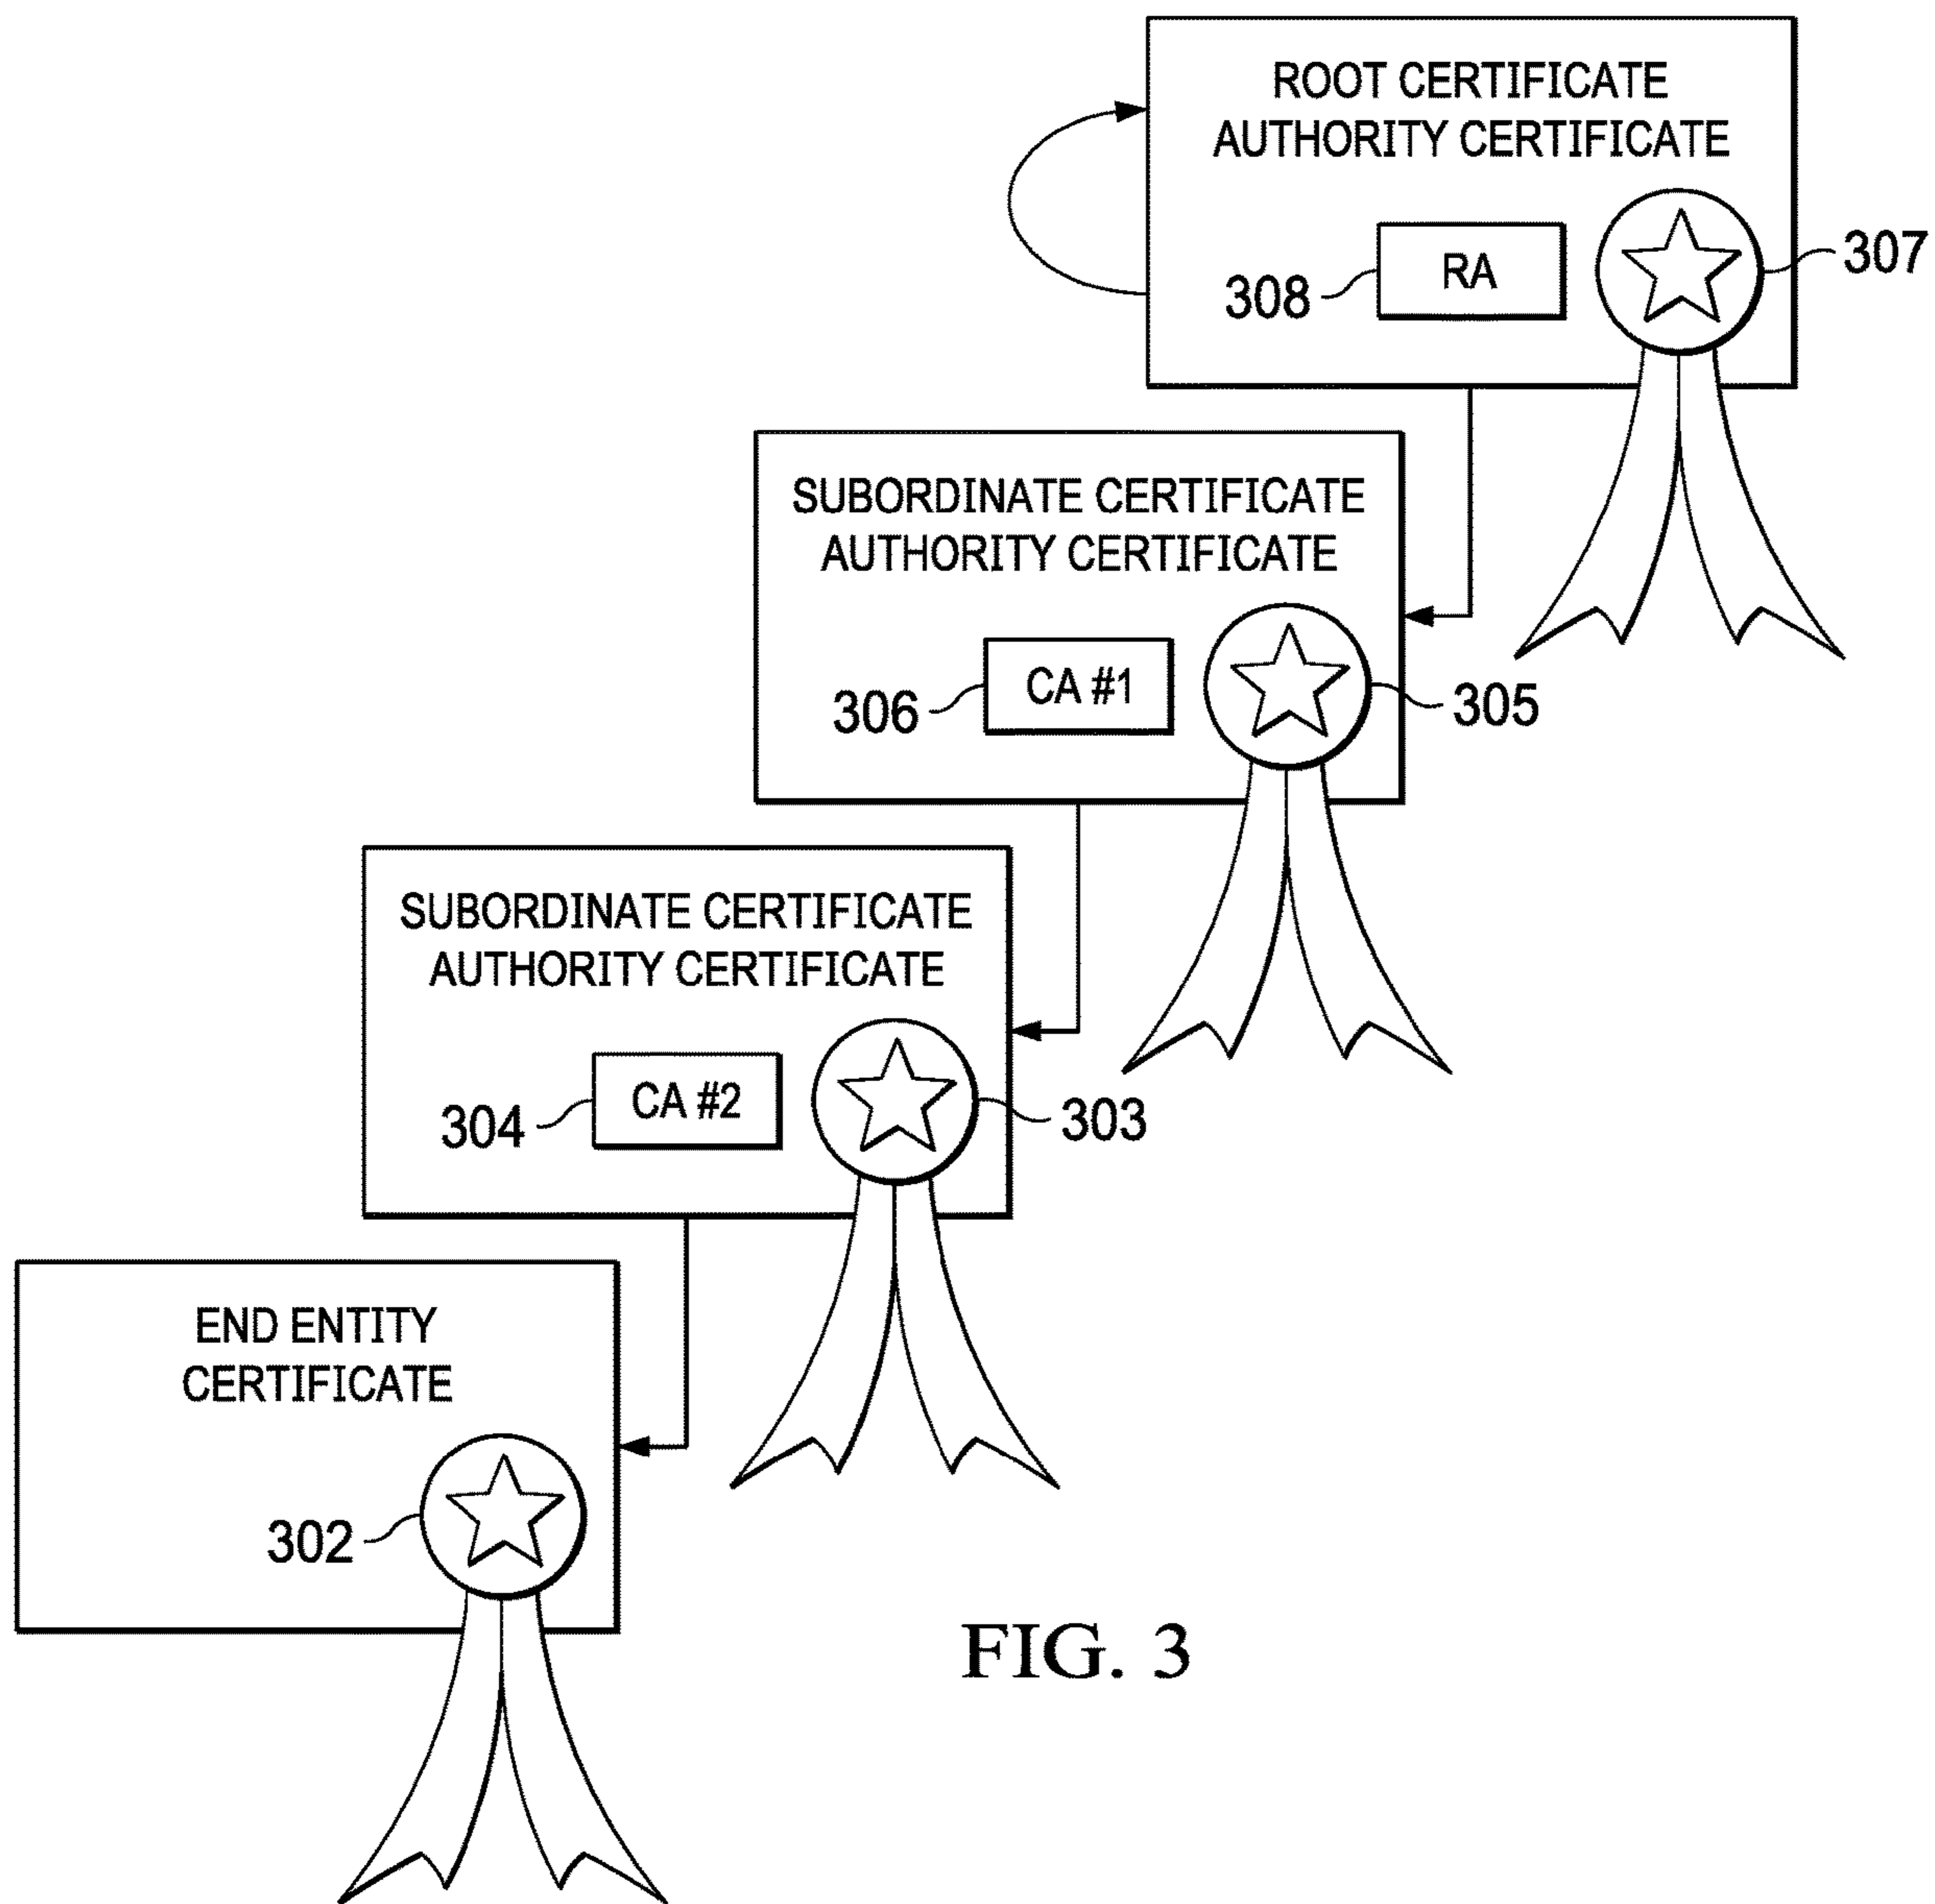 ROOT CERTIFICATE
AUTHORITY CERTIFICATE
308
RA
307
SUBORDINATE CERTIFICATE
AUTHORITY CERTIFICATE
306
CA #1
305
SUBORDINATE CERTIFICATE
AUTHORITY CERTIFICATE
304
CA #2
303
END ENTITY
CERTIFICATE
302
FIG. 3